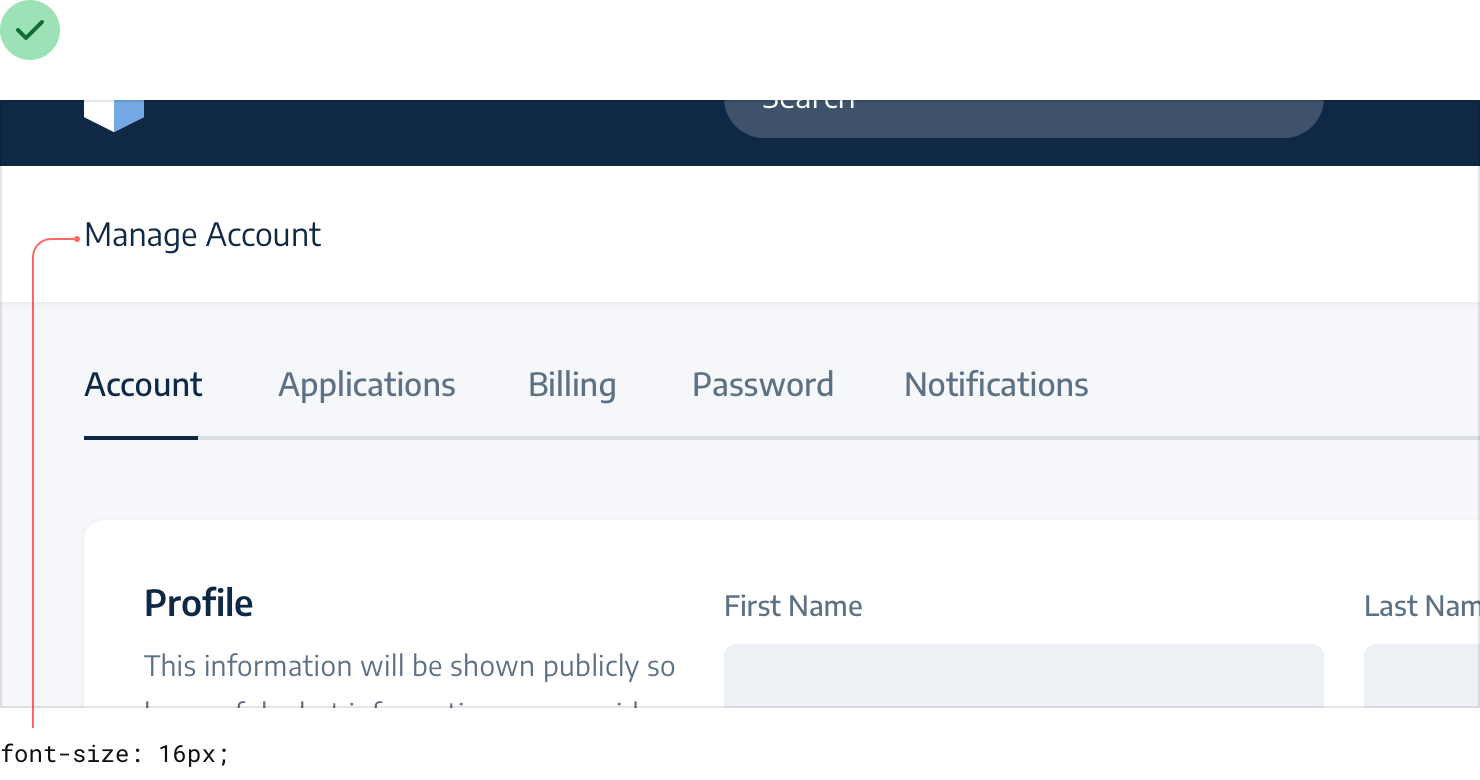 Search
Manage Account
Account Applications Billing Password Notifications
Profile
First Name
Last Nam
This information will be shown publicly so
font-size: 16px;